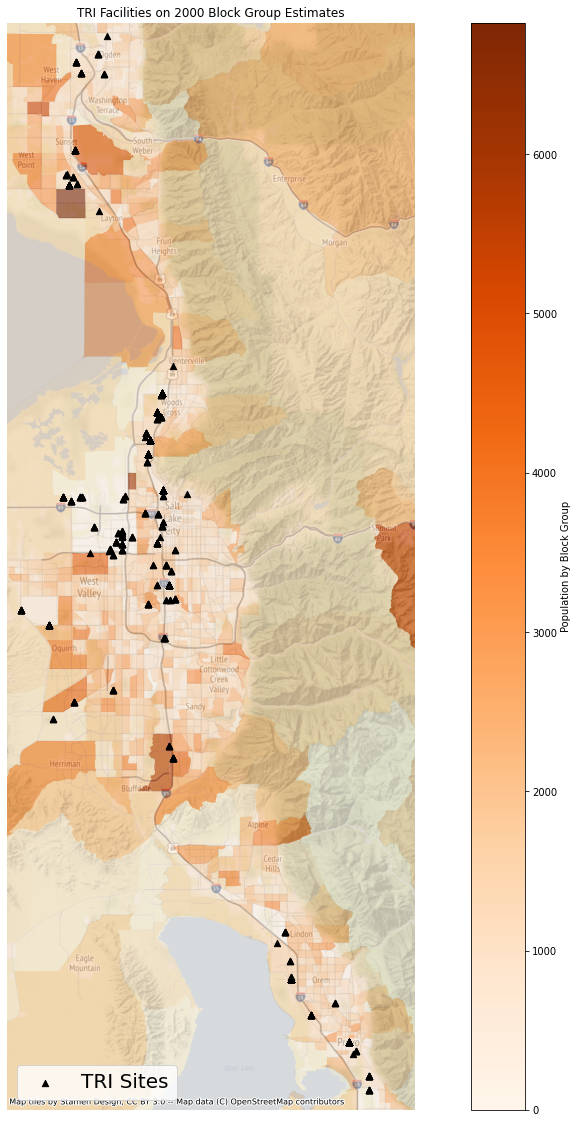 TRI Facilities on 2000 Block Group Estimates
Ogden
West
Haven
Washington
Terrace
Sunset
South
Weber
West
Point
Enterprise
Layton
Morgan
Fruit
Heights
Centerville
Woods
Cross
Salt
Lake
City
Summit
Park
West
Valley
Oquirrh
Little
Cottonwood
Creek
Valley
Sandy
Herriman
Bluffdale
Alpine
Cedar
Hills
Lindon
Eagle
Mountain
Orem
Provo
Utah Lake
TRI Sites
Map tiles by Stamen Design, CC BY 3.0 -- Map data (C) OpenStreetMap contributors
6000
5000
4000
3000
2000
1000
0
Population by Block Group